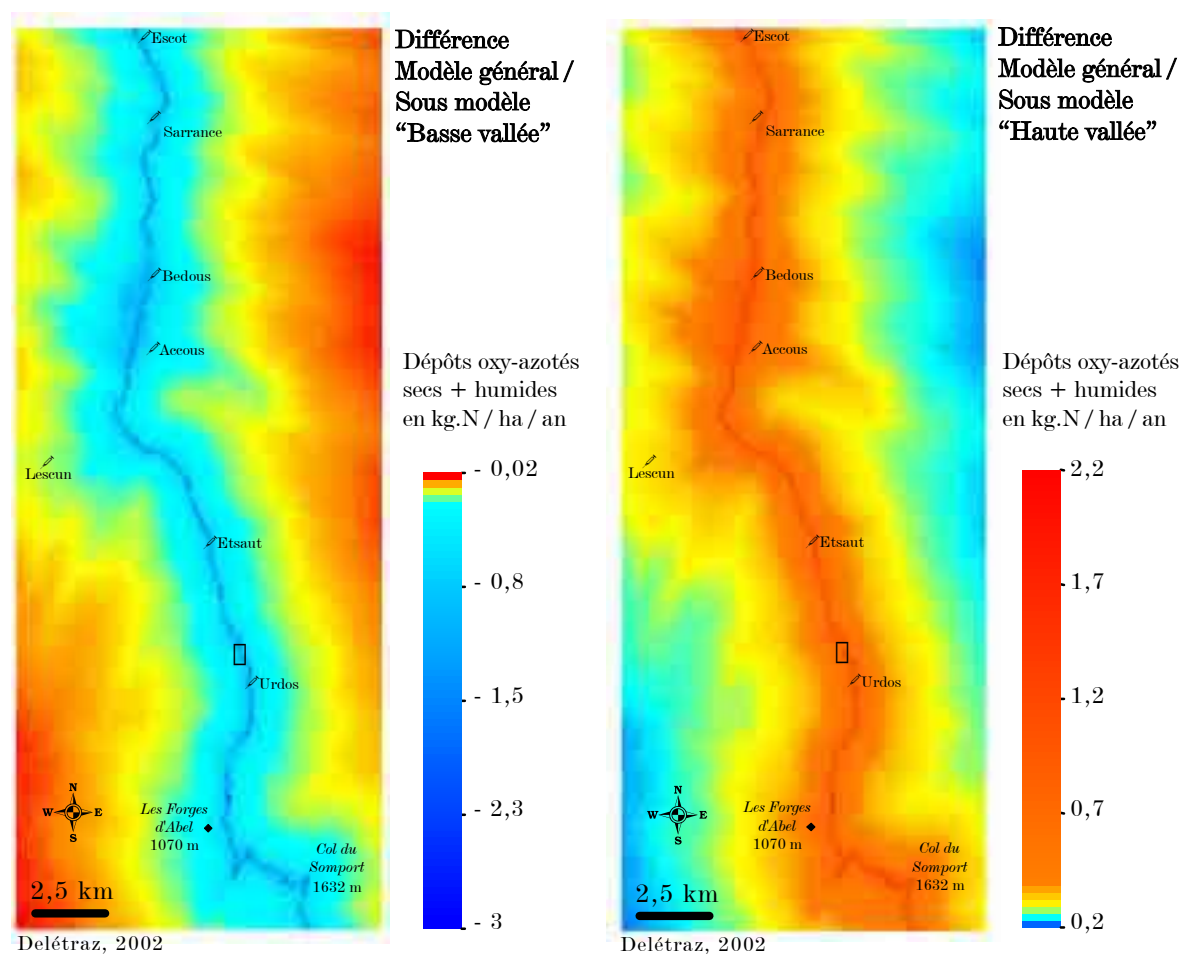 Escot
Sarrance
Bedous
Accous
Lescun
Etsaut
Urdos
N
W E
S
Les Forges
d'Abel
1070 m
Col du
Somport
1632 m
2,5 km
Delétraz, 2002
Différence
Modèle général /
Sous modèle
“Basse vallée”
Dépôts oxy-azotés
secs + humides
en kg.N / ha / an
- 0,02
- 0,8
- 1,5
- 2,3
- 3
Escot
Sarrance
Bedous
Accous
Lescun
Etsaut
Urdos
N
W E
S
Les Forges
d'Abel
1070 m
Col du
Somport
1632 m
2,5 km
Delétraz, 2002
Différence
Modèle général /
Sous modèle
“Haute vallée”
Dépôts oxy-azotés
secs + humides
en kg.N / ha / an
2,2
1,7
1,2
0,7
0,2